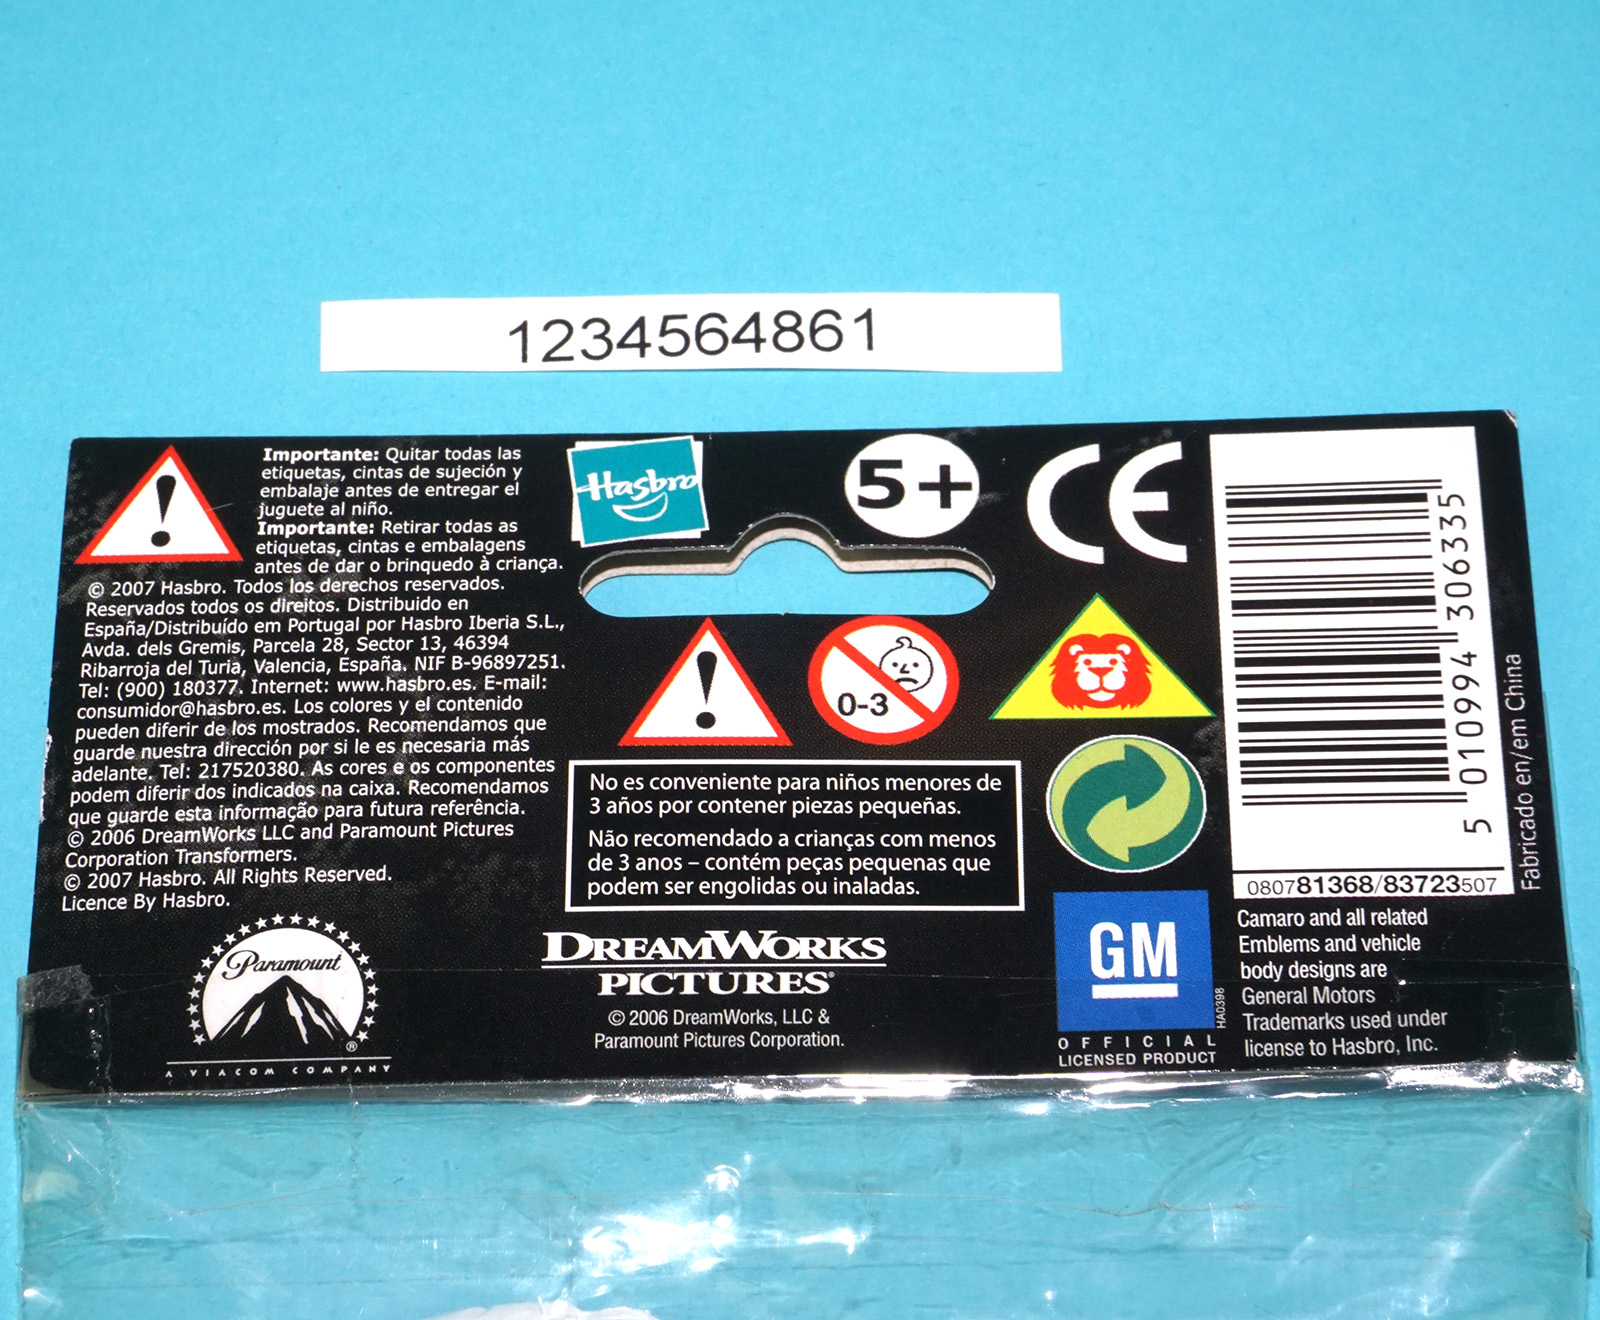 1234564861
Importante: Quitar todas las
etiquetas, cintas de sujeción y
embalaje antes de entregar el
juguete al niño.
Importante: Retirar todas as
etiquetas, cintas e embalagens
antes de dar o brinquedo à criança.
© 2007 Hasbro. Todos los derechos reservados.
Reservados todos os direitos. Distribuido en
España/Distribuído em Portugal por Hasbro Iberia S.L.,
Avda. dels Gremis, Parcela 28, Sector 13, 46394
Ribarroja del Turia, Valencia, España. NIF B-96897251.
Tel: (900) 180377. Internet: www.hasbro.es. E-mail:
consumidor@hasbro.es. Los colores y el contenido
pueden diferir de los mostrados. Recomendamos que
guarde nuestra dirección por si le es necesaria más
adelante. Tel: 217520380. As cores e os componentes
podem diferir dos indicados na caixa. Recomendamos
que guarde esta informação para futura referência.
© 2006 DreamWorks LLC and Paramount Pictures
Corporation Transformers.
© 2007 Hasbro. All Rights Reserved.
Licence By Hasbro.
Paramount
®
A VIACOM COMPANY
Hasbro
5+
CE
0-3
No es conveniente para niños menores de
3 años por contener piezas pequeñas.
Não recomendado a crianças com menos
de 3 anos – contém peças pequenas que
podem ser engolidas ou inaladas.
DREAMWORKS
PICTURES®
© 2006 DreamWorks, LLC &
Paramount Pictures Corporation.
GM
OFFICIAL
LICENSED PRODUCT
HA0398
5 010994 306335
080781368/83723507
Fabricado en/em China
Camaro and all related
Emblems and vehicle
body designs are
General Motors
Trademarks used under
license to Hasbro, Inc.